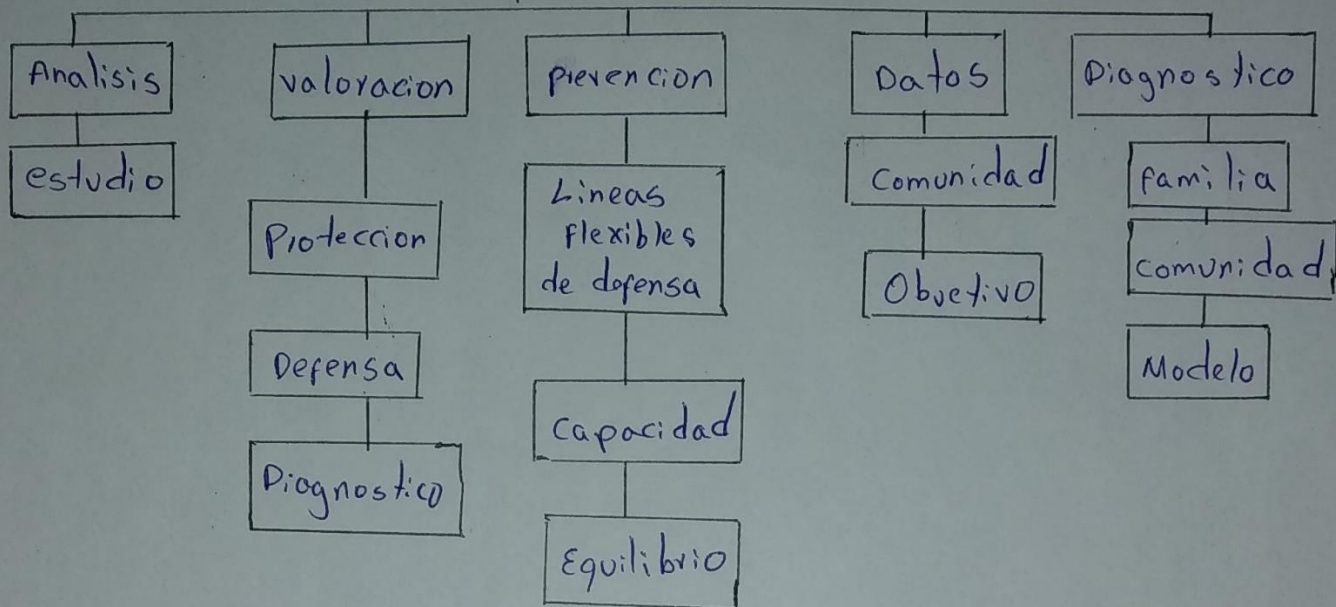 Analisis
estudio
valoracion
Proteccion
Defensa
Diagnostico
prevencion
Lineas
flexibles
de defensa
Capacidad
Equilibrio
Datos
Comunidad
Objetivo
Diagnostico
familia
comunidad
Modelo